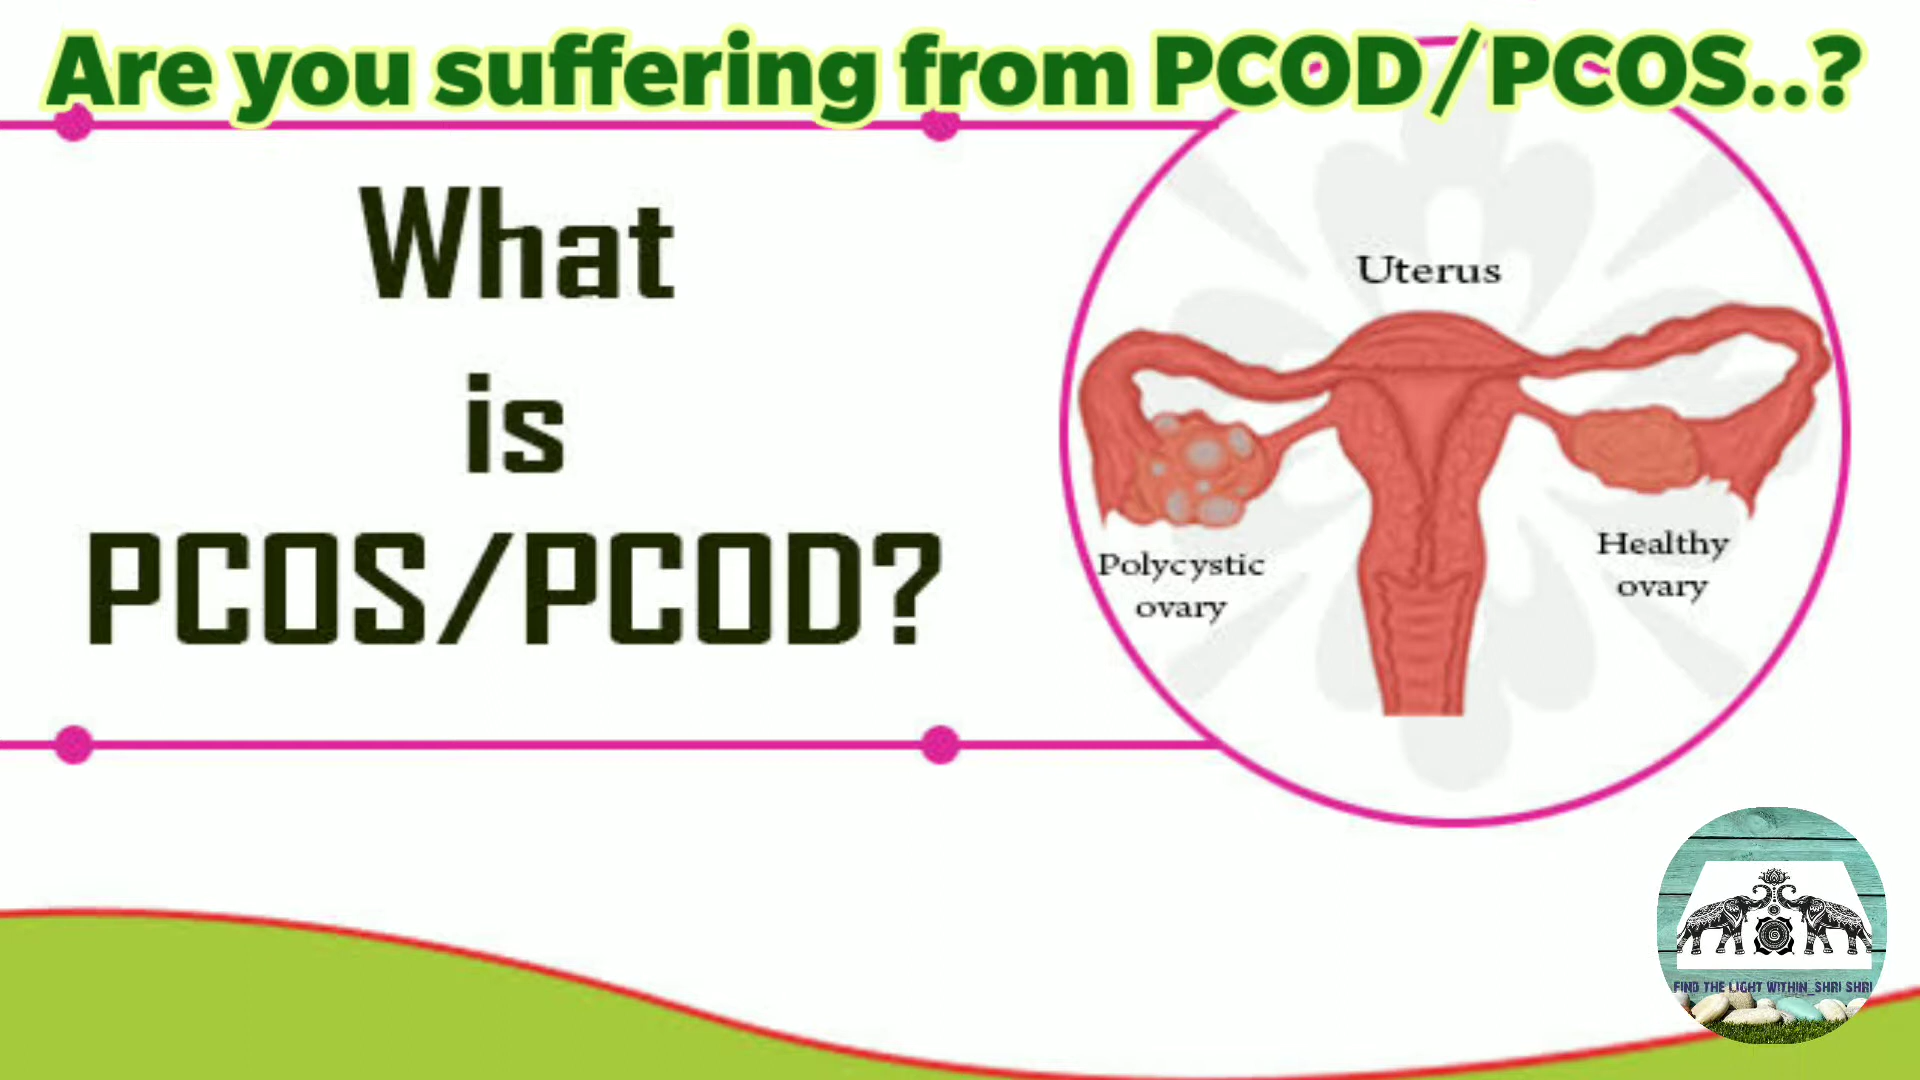 Are you suffering from PCOD/PCOS..?
What
is
PCOS/PCOD?
Uterus
Polycystic
ovary
Healthy
ovary
FIND THE LIGHT WITHIN_SHRI SHRI